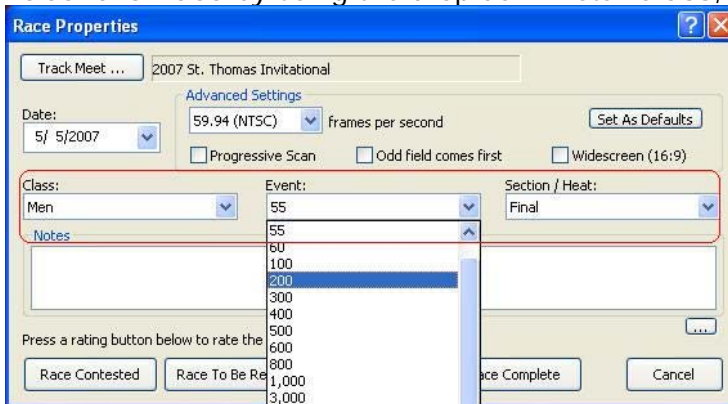 Race Properties
Track Meet ... 2007 St. Thomas Invitational
Advanced Settings
Date:
59.94 (NTSC) frames per second Set As Defaults
5/ 5/2007
Progressive Scan Odd field comes first Widescreen (16:9)
Class: Event: Section / Heat:
Men 55 Final
Notes
55
60
100
200
300
400
500
...
Press a rating button below to rate the
600
800
Race Contested Race To Be Re ace Complete Cancel
1,000
3,000